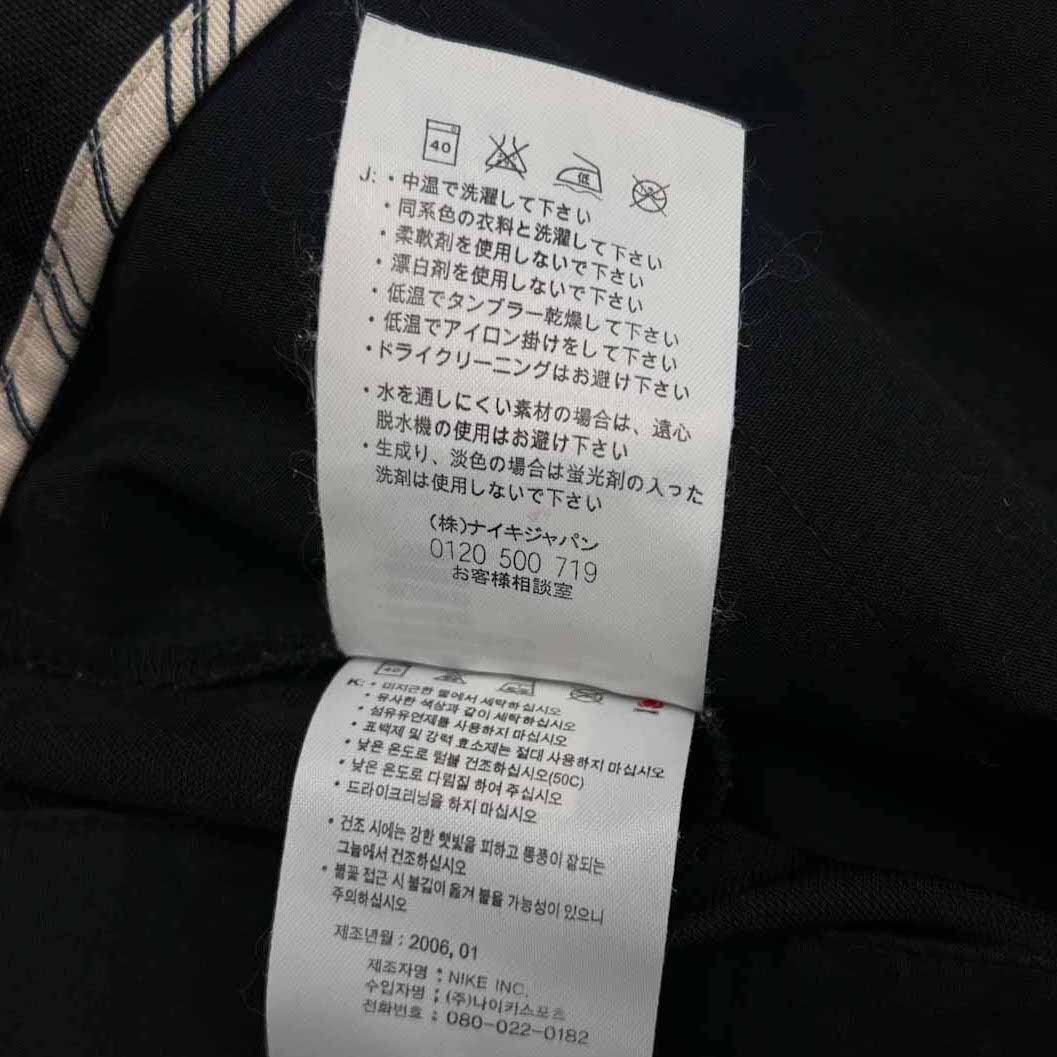 40 低
J: ・中温で洗濯して下さい
・同系色の衣料と洗濯して下さい
・柔軟剤を使用しないで下さい
・漂白剤を使用しないで下さい
・低温でタンブラー乾燥して下さい
・低温でアイロン掛けをして下さい
・ドライクリーニングはお避け下さい
・水を通しにくい素材の場合は、遠心
脱水機の使用はお避け下さい
・生成り、淡色の場合は蛍光剤の入った
洗剤は使用しないで下さい
(株)ナイキジャパン
0120 500 719
お客様相談室
40
K: ・미지근한 물에서 세탁하십시오
・유사한 색상과 같이 세탁하십시오
・섬유유연제를 사용하지 마십시오
・표백제 및 강력 효소제는 절대 사용하지 마십시오
・낮은 온도로 텀블 건조하십시오(50C)
・낮은 온도로 다림질 하여 주십시오
・드라이크리닝을 하지 마십시오
・건조 시에는 강한 햇빛을 피하고 통풍이 잘되는
그늘에서 건조하십시오
・불꽃 접근 시 불길이 옮겨 붙을 가능성이 있으니
주의하십시오
제조년월 : 2006, 01
제조자명 : NIKE INC.
수입자명 : (주)나이키스포츠
전화번호 : 080-022-0182